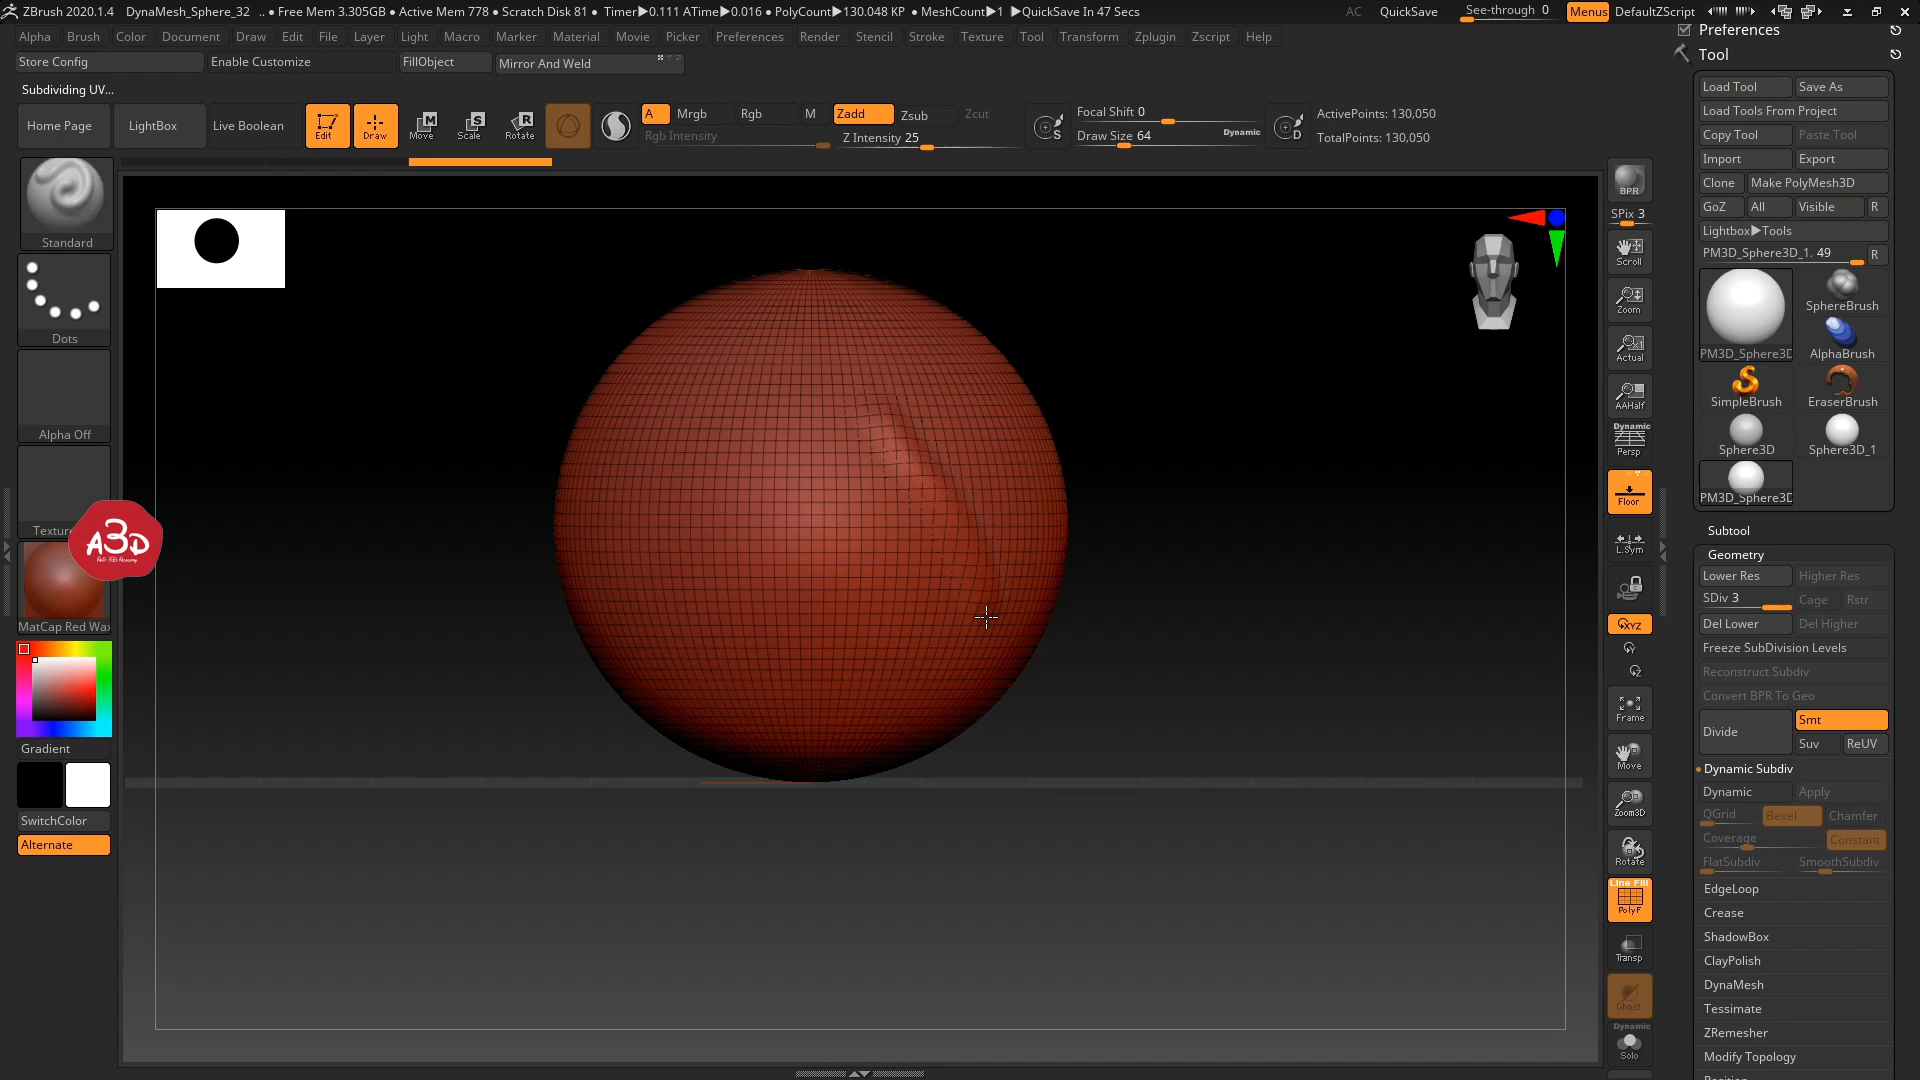 ZBrush 2020.1.4 DynaMesh_Sphere_32 .. • Free Mem 3.305GB • Active Mem 778 • Scratch Disk 81 • Timer▶0.111 ATime▶0.016 • PolyCount▶130.048 KP • MeshCount▶1 ▶QuickSave In 47 Secs AC QuickSave See-through 0 Menus DefaultZScript
Alpha Brush Color Document Draw Edit File Layer Light Macro Marker Material Movie Picker Preferences Render Stencil Stroke Texture Tool Transform Zplugin Zscript Help
Store Config Enable Customize FillObject Mirror And Weld
Subdividing UV...
Home Page LightBox Live Boolean Edit Draw Move Scale Rotate
M S R
A Mrgb Rgb M Zadd Zsub Zcut
Rgb Intensity Z Intensity 25
S Focal Shift 0
Draw Size 64 Dynamic D
ActivePoints: 130,050
TotalPoints: 130,050
Standard
Dots
Alpha Off
Texture
A3D
MatCap Red Wax
Gradient
SwitchColor
Alternate
BPR
SPix 3
Scroll
Zoom
Actual
AAHalf
Dynamic
Persp
Floor
L.Sym
XYZ
Y
Z
Frame
Move
Zoom3D
Rotate
Line Fill
PolyF
Transp
Ghost
Dynamic
Solo
Preferences
Tool
Load Tool Save As
Load Tools From Project
Copy Tool Paste Tool
Import Export
Clone Make PolyMesh3D
GoZ All Visible R
Lightbox▶Tools
PM3D_Sphere3D_1. 49 R
PM3D_Sphere3D SphereBrush
AlphaBrush
SimpleBrush EraserBrush
Sphere3D Sphere3D_1
PM3D_Sphere3D
Subtool
Geometry
Lower Res Higher Res
SDiv 3 Cage Rstr
Del Lower Del Higher
Freeze SubDivision Levels
Reconstruct Subdiv
Convert BPR To Geo
Divide Smt
Suv ReUV
Dynamic Subdiv
Dynamic Apply
QGrid Bevel Chamfer
Coverage Constant
FlatSubdiv SmoothSubdiv
EdgeLoop
Crease
ShadowBox
ClayPolish
DynaMesh
Tessimate
ZRemesher
Modify Topology